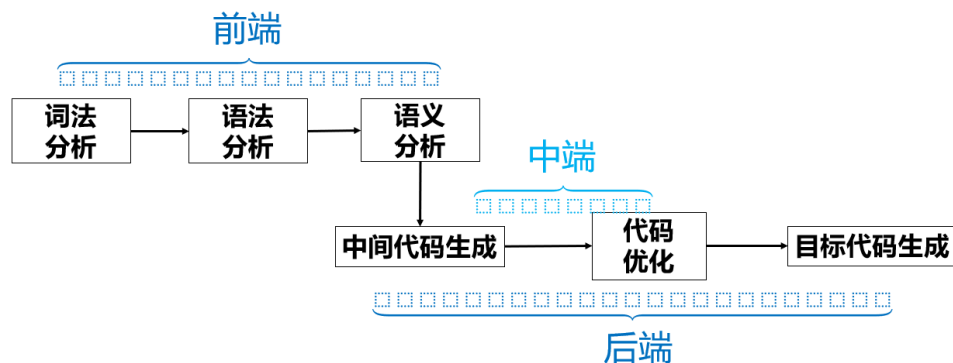 前端
词法
分析
语法
分析
语义
分析
中端
中间代码生成
代码
优化
目标代码生成
后端